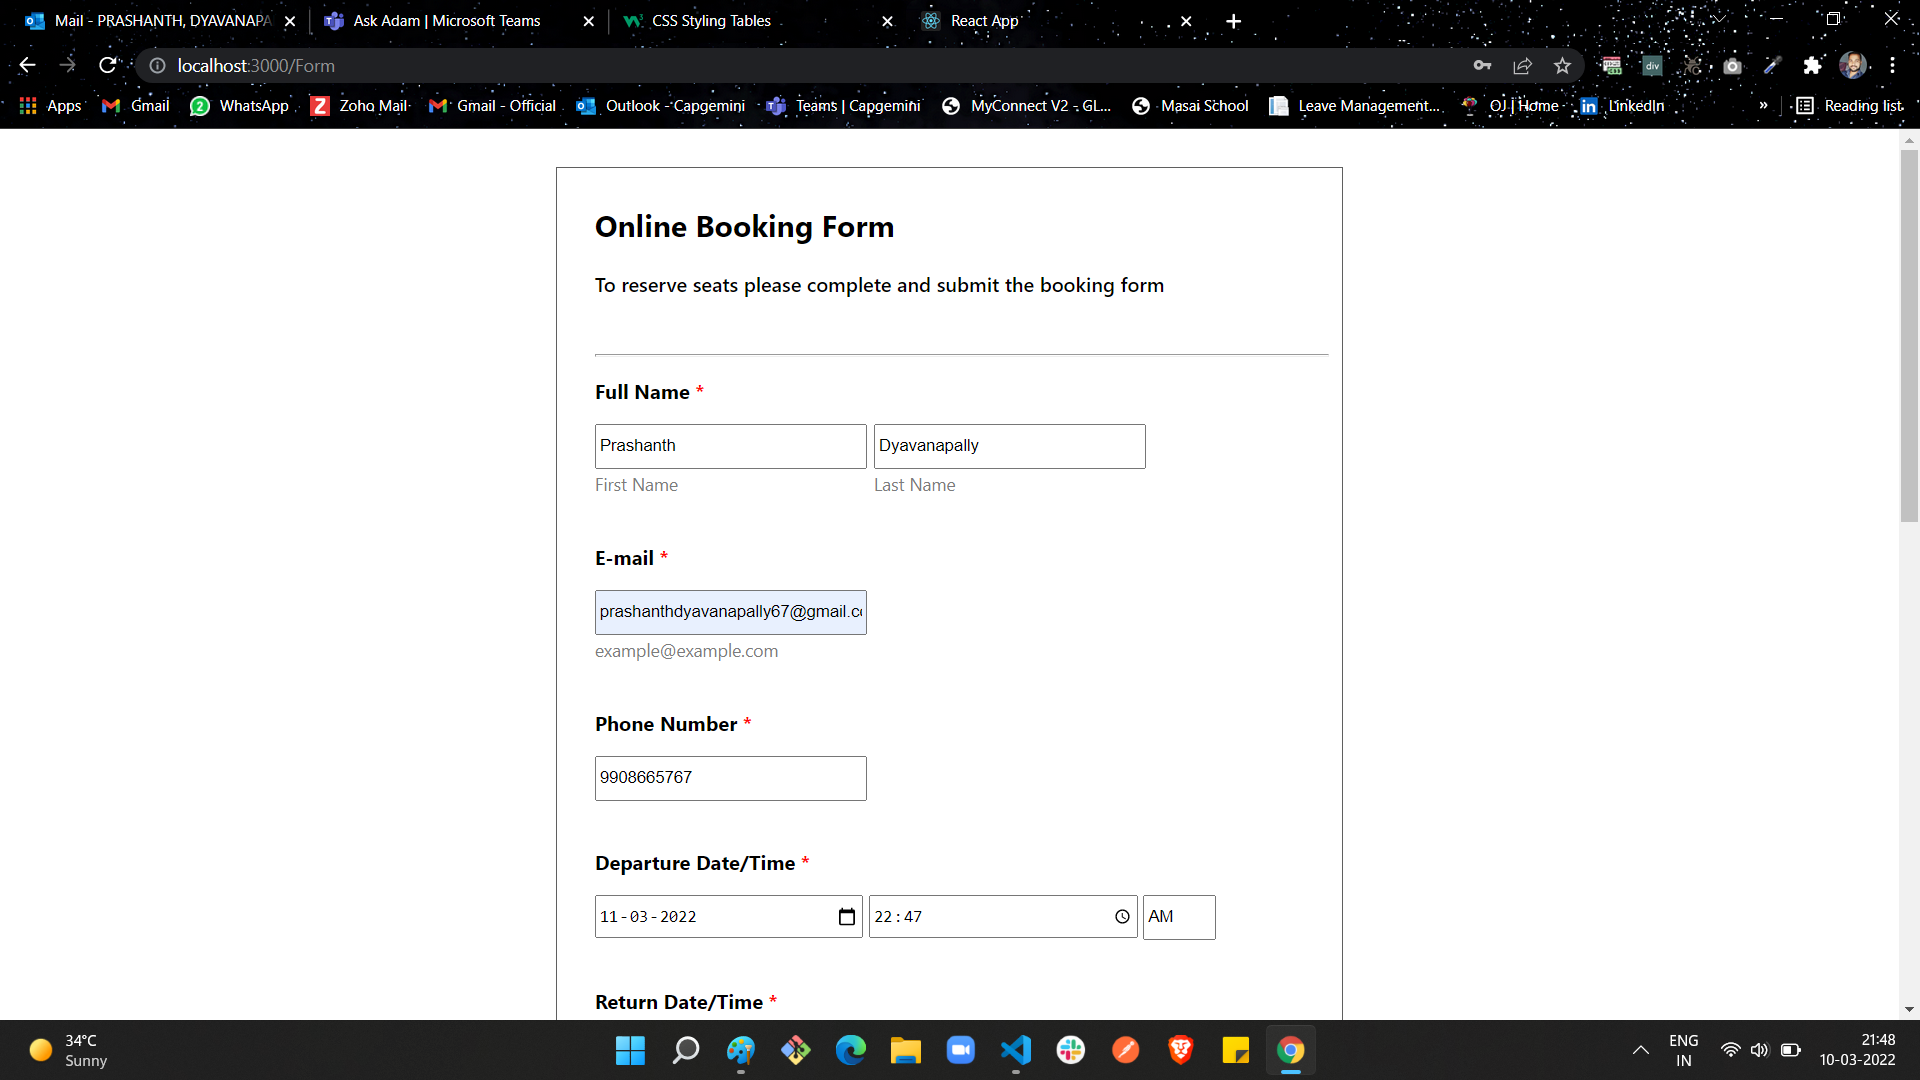 Mail - PRASHANTH, DYAVANAPA
Ask Adam | Microsoft Teams
CSS Styling Tables
React App
localhost:3000/Form
Apps
Gmail
WhatsApp
Zoho Mail
Gmail - Official
Outlook - Capgemini
Teams | Capgemini
MyConnect V2 - GL...
Masai School
Leave Management...
OJ | Home
LinkedIn
»
Reading list
Online Booking Form
To reserve seats please complete and submit the booking form
Full Name *
Prashanth
Dyavanapally
First Name
Last Name
E-mail *
prashanthdyavanapally67@gmail.co
example@example.com
Phone Number *
9908665767
Departure Date/Time *
11-03-2022
22:47
AM
Return Date/Time *
34°C
Sunny
ENG
IN
21:48
10-03-2022